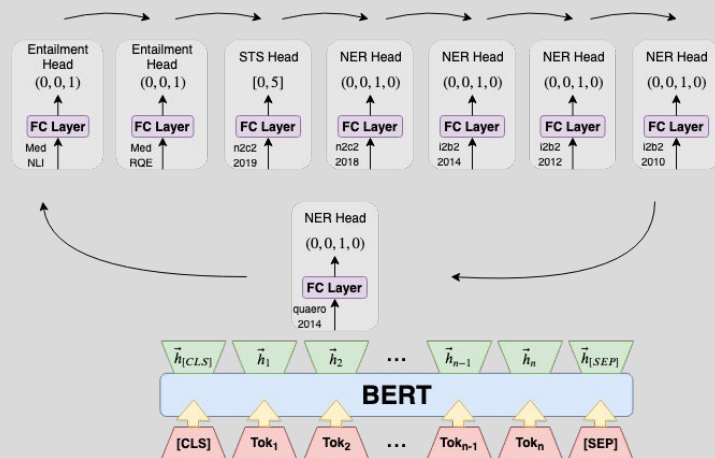 Entailment Head
(0, 0, 1)
FC Layer
Med NLI
Entailment Head
(0, 0, 1)
FC Layer
Med RQE
STS Head
[0, 5]
FC Layer
n2c2 2019
NER Head
(0, 0, 1, 0)
FC Layer
n2c2 2018
NER Head
(0, 0, 1, 0)
FC Layer
i2b2 2014
NER Head
(0, 0, 1, 0)
FC Layer
i2b2 2012
NER Head
(0, 0, 1, 0)
FC Layer
i2b2 2010
NER Head
(0, 0, 1, 0)
FC Layer
quaero 2014
h⃗[CLS] h⃗1 h⃗2 ... h⃗n−1 h⃗n h⃗[SEP]
BERT
[CLS] Tok1 Tok2 ... Tokn-1 Tokn [SEP]